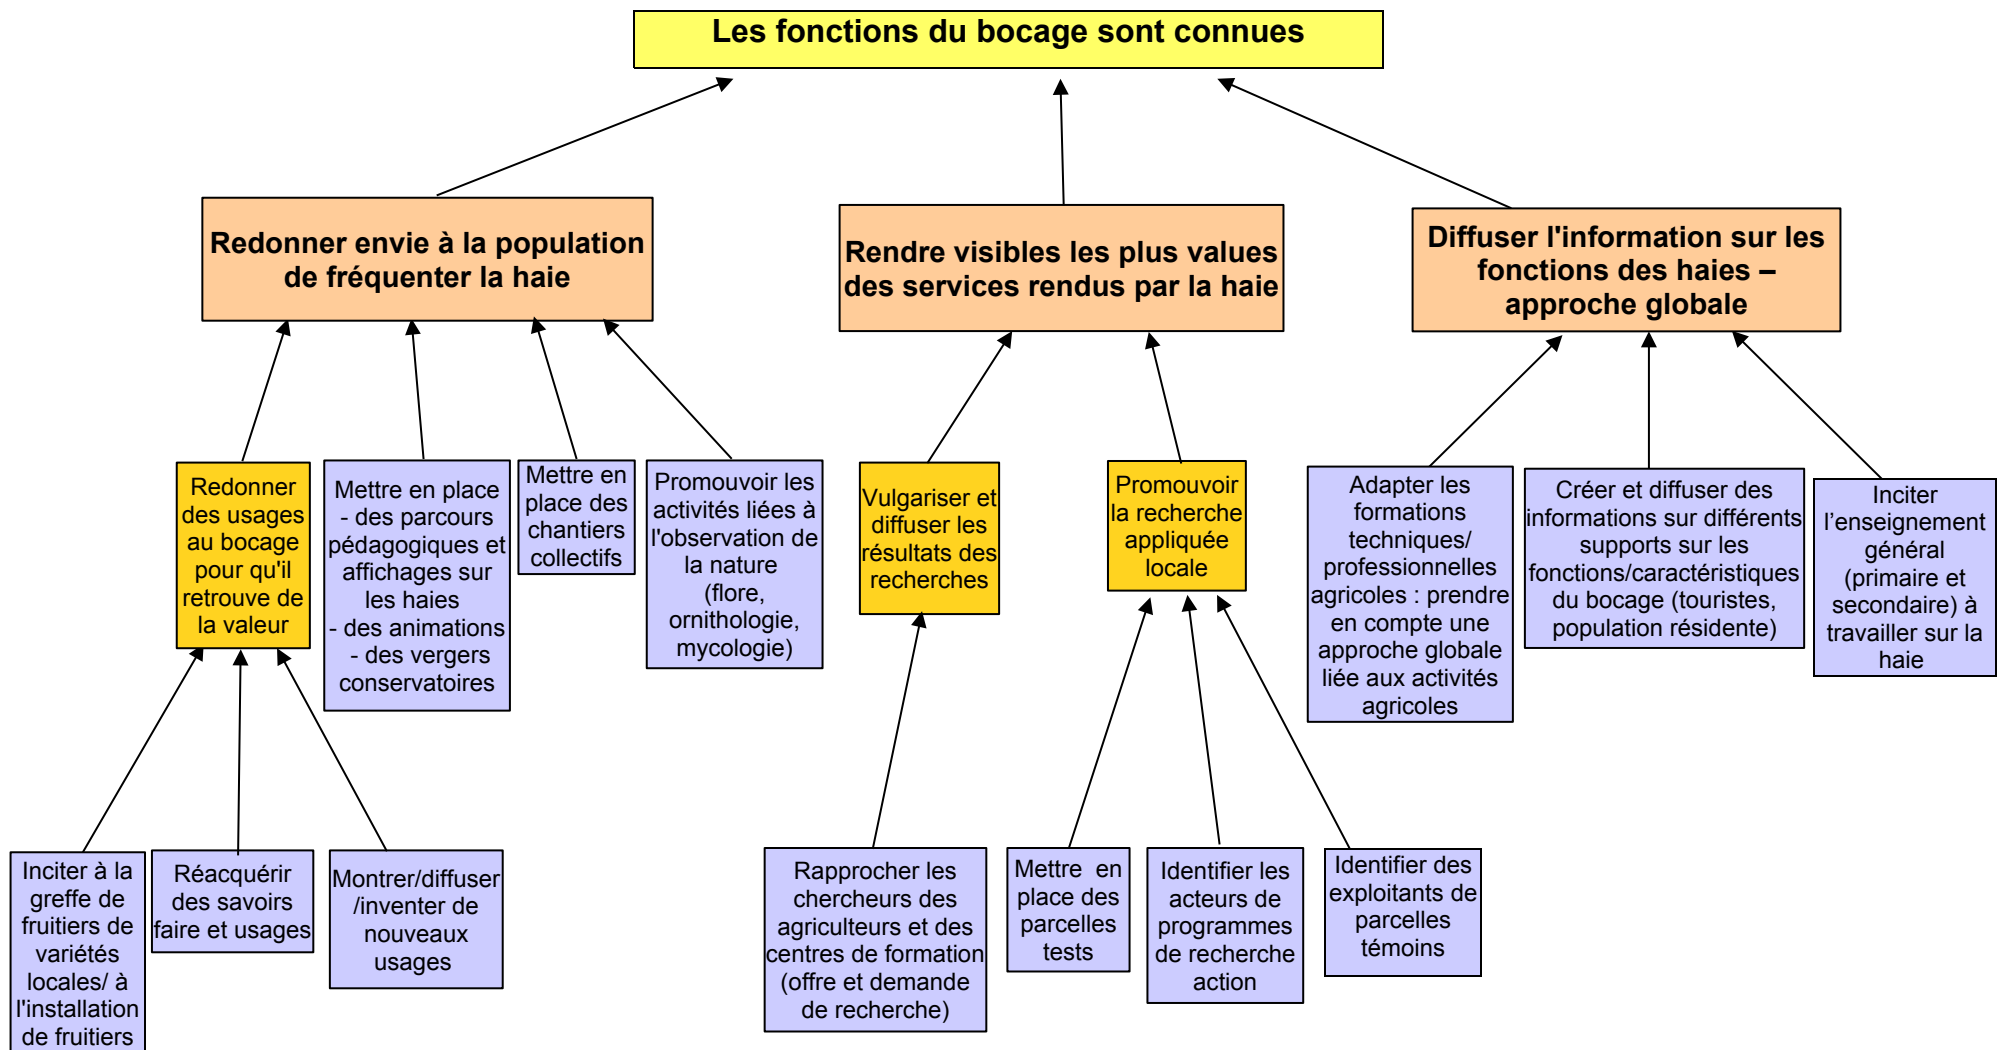 Les fonctions du bocage sont connues
Redonner envie à la population
de fréquenter la haie
Rendre visibles les plus values
des services rendus par la haie
Diffuser l'information sur les
fonctions des haies –
approche globale
Redonner
des usages
au bocage
pour qu'il
retrouve de
la valeur
Mettre en place
- des parcours
pédagogiques et
affichages sur
les haies
- des animations
- des vergers
conservatoires
Mettre en
place des
chantiers
collectifs
Promouvoir les
activités liées à
l'observation de
la nature
(flore,
ornithologie,
mycologie)
Vulgariser et
diffuser les
résultats des
recherches
Promouvoir
la recherche
appliquée
locale
Adapter les
formations
techniques/
professionnelles
agricoles : prendre
en compte une
approche globale
liée aux activités
agricoles
Créer et diffuser des
informations sur différents
supports sur les
fonctions/caractéristiques
du bocage (touristes,
population résidente)
Inciter
l’enseignement
général
(primaire et
secondaire) à
travailler sur la
haie
Inciter à la
greffe de
fruitiers de
variétés
locales/ à
l'installation
de fruitiers
Réacquérir
des savoirs
faire et usages
Montrer/diffuser
/inventer de
nouveaux
usages
Rapprocher les
chercheurs des
agriculteurs et des
centres de formation
(offre et demande
de recherche)
Mettre en
place des
parcelles
tests
Identifier les
acteurs de
programmes
de recherche
action
Identifier des
exploitants de
parcelles
témoins